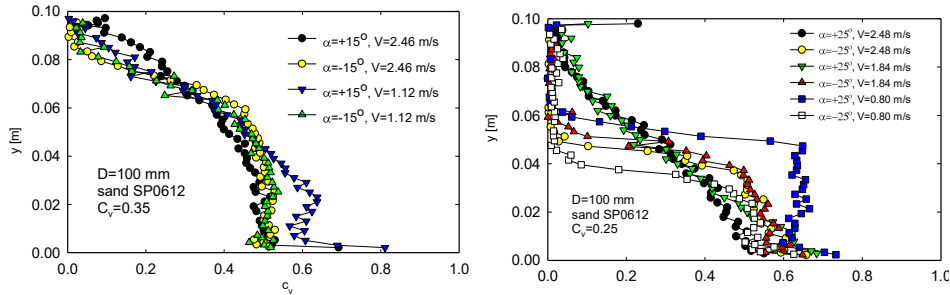 0.10
0.08
0.06
0.04
0.02
0.00
y [m]
α=+15°, V=2.46 m/s
α=-15°, V=2.46 m/s
α=+15°, V=1.12 m/s
α=-15°, V=1.12 m/s
D=100 mm
sand SP0612
Cv=0.35
0.0 0.2 0.4 0.6 0.8 1.0
cv
0.10
0.08
0.06
0.04
0.02
0.00
y [m]
α=+25°, V=2.48 m/s
α=−25°, V=2.48 m/s
α=+25°, V=1.84 m/s
α=−25°, V=1.84 m/s
α=+25°, V=0.80 m/s
α=−25°, V=0.80 m/s
D=100 mm
sand SP0612
Cv=0.25
0.0 0.2 0.4 0.6 0.8 1.0